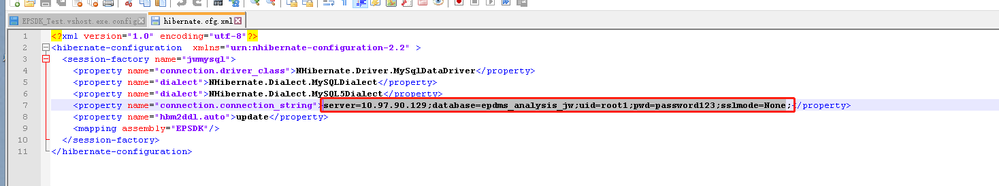 EPSDK_Test.vshost.exe.config hibernate.cfg.xml
1 <?xml version="1.0" encoding="utf-8"?>
2 <hibernate-configuration  xmlns="urn:nhibernate-configuration-2.2" >
3 <session-factory name="jwmysql">
4 <property name="connection.driver_class">NHibernate.Driver.MySqlDataDriver</property>
5 <property name="dialect">NHibernate.Dialect.MySQLDialect</property>
6 <property name="dialect">NHibernate.Dialect.MySQL5Dialect</property>
7 <property name="connection.connection_string">server=10.97.90.129;database=epdms_analysis_jw;uid=root1;pwd=password123;sslmode=None;</property>
8 <property name="hbm2ddl.auto">update</property>
9 <mapping assembly="EPSDK"/>
10 </session-factory>
11 </hibernate-configuration>